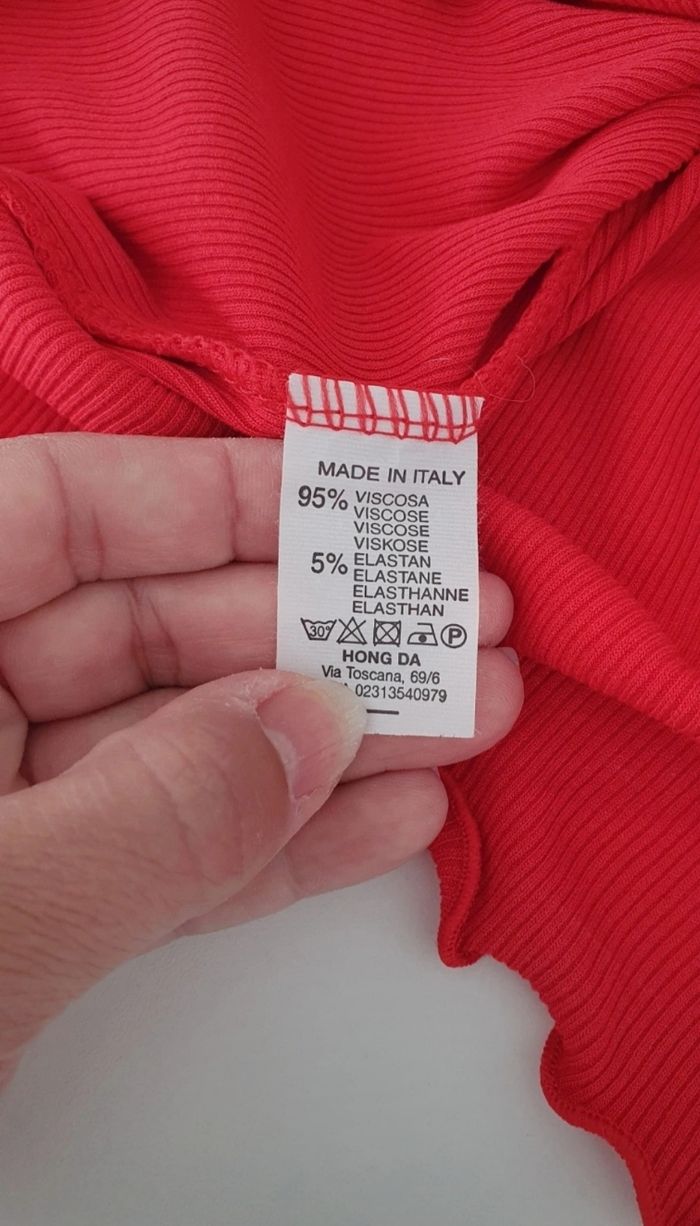 MADE IN ITALY
95% VISCOSA
VISCOSE
VISCOSE
VISKOSE
5% ELASTAN
ELASTANE
ELASTHANNE
ELASTHAN
30° P
HONG DA
Via Toscana, 69/6
02313540979